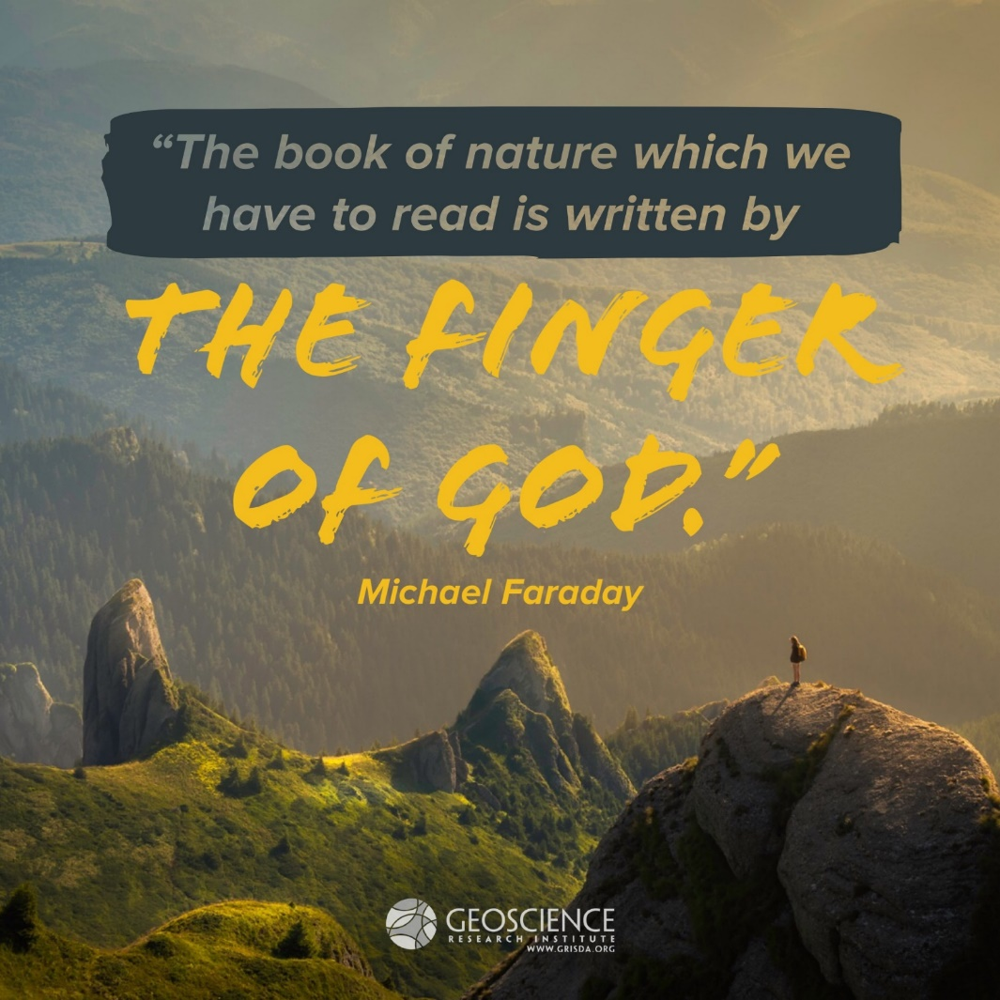 “The book of nature which we
have to read is written by
THE FINGER
OF GOD.”
Michael Faraday
GEOSCIENCE
RESEARCH INSTITUTE
WWW.GRISDA.ORG